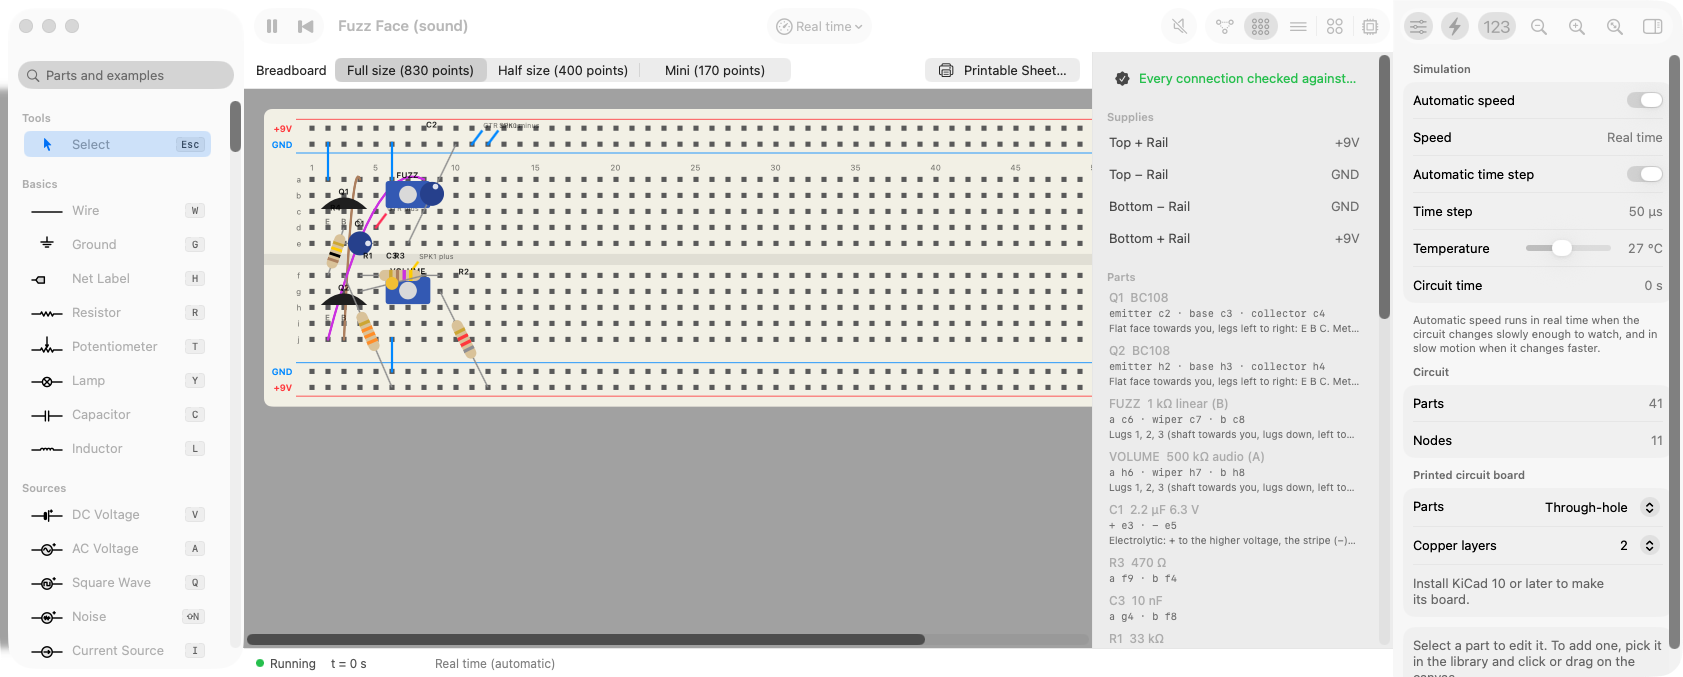 Fuzz Face (sound)
Real time
123
Parts and examples
Tools
Select Esc
Basics
Wire W
Ground G
Net Label H
Resistor R
Potentiometer T
Lamp Y
Capacitor C
Inductor L
Sources
DC Voltage V
AC Voltage A
Square Wave Q
Noise ⇧N
Current Source I
Breadboard
Full size (830 points)
Half size (400 points)
Mini (170 points)
Printable Sheet...
+9V
GND
C2
1 5 10 15 20 25 30 35 40 45
a
b
c
d
e
f
g
h
i
j
FUZZ
Q1
E B
R1 C3 R3 SPK1 plus
VOLUME R2
Q2
E B
GND
+9V
Every connection checked against...
Supplies
Top + Rail +9V
Top – Rail GND
Bottom – Rail GND
Bottom + Rail +9V
Parts
Q1 BC108
emitter c2 · base c3 · collector c4
Flat face towards you, legs left to right: E B C. Met...
Q2 BC108
emitter h2 · base h3 · collector h4
Flat face towards you, legs left to right: E B C. Met...
FUZZ 1 kΩ linear (B)
a c6 · wiper c7 · b c8
Lugs 1, 2, 3 (shaft towards you, lugs down, left to...
VOLUME 500 kΩ audio (A)
a h6 · wiper h7 · b h8
Lugs 1, 2, 3 (shaft towards you, lugs down, left to...
C1 2.2 µF 6.3 V
+ e3 · – e5
Electrolytic: + to the higher voltage, the stripe (–)...
R3 470 Ω
a f9 · b f4
C3 10 nF
a g4 · b f8
R1 33 kΩ
Running t = 0 s Real time (automatic)
Simulation
Automatic speed
Speed Real time
Automatic time step
Time step 50 µs
Temperature 27 °C
Circuit time 0 s
Automatic speed runs in real time when the
circuit changes slowly enough to watch, and in
slow motion when it changes faster.
Circuit
Parts 41
Nodes 11
Printed circuit board
Parts Through-hole
Copper layers 2
Install KiCad 10 or later to make
its board.
Select a part to edit it. To add one, pick it
in the library and click or drag on the